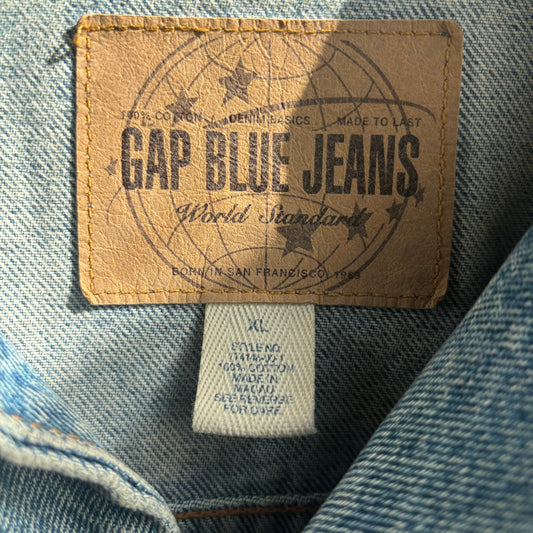 100% COTTON DENIM BASICS MADE TO LAST
GAP BLUE JEANS
World Standard
BORN IN SAN FRANCISCO, 1969
XL
STYLE NO.
100% COTTON
MADE IN
MACAO
SEE REVERSE
FOR CARE